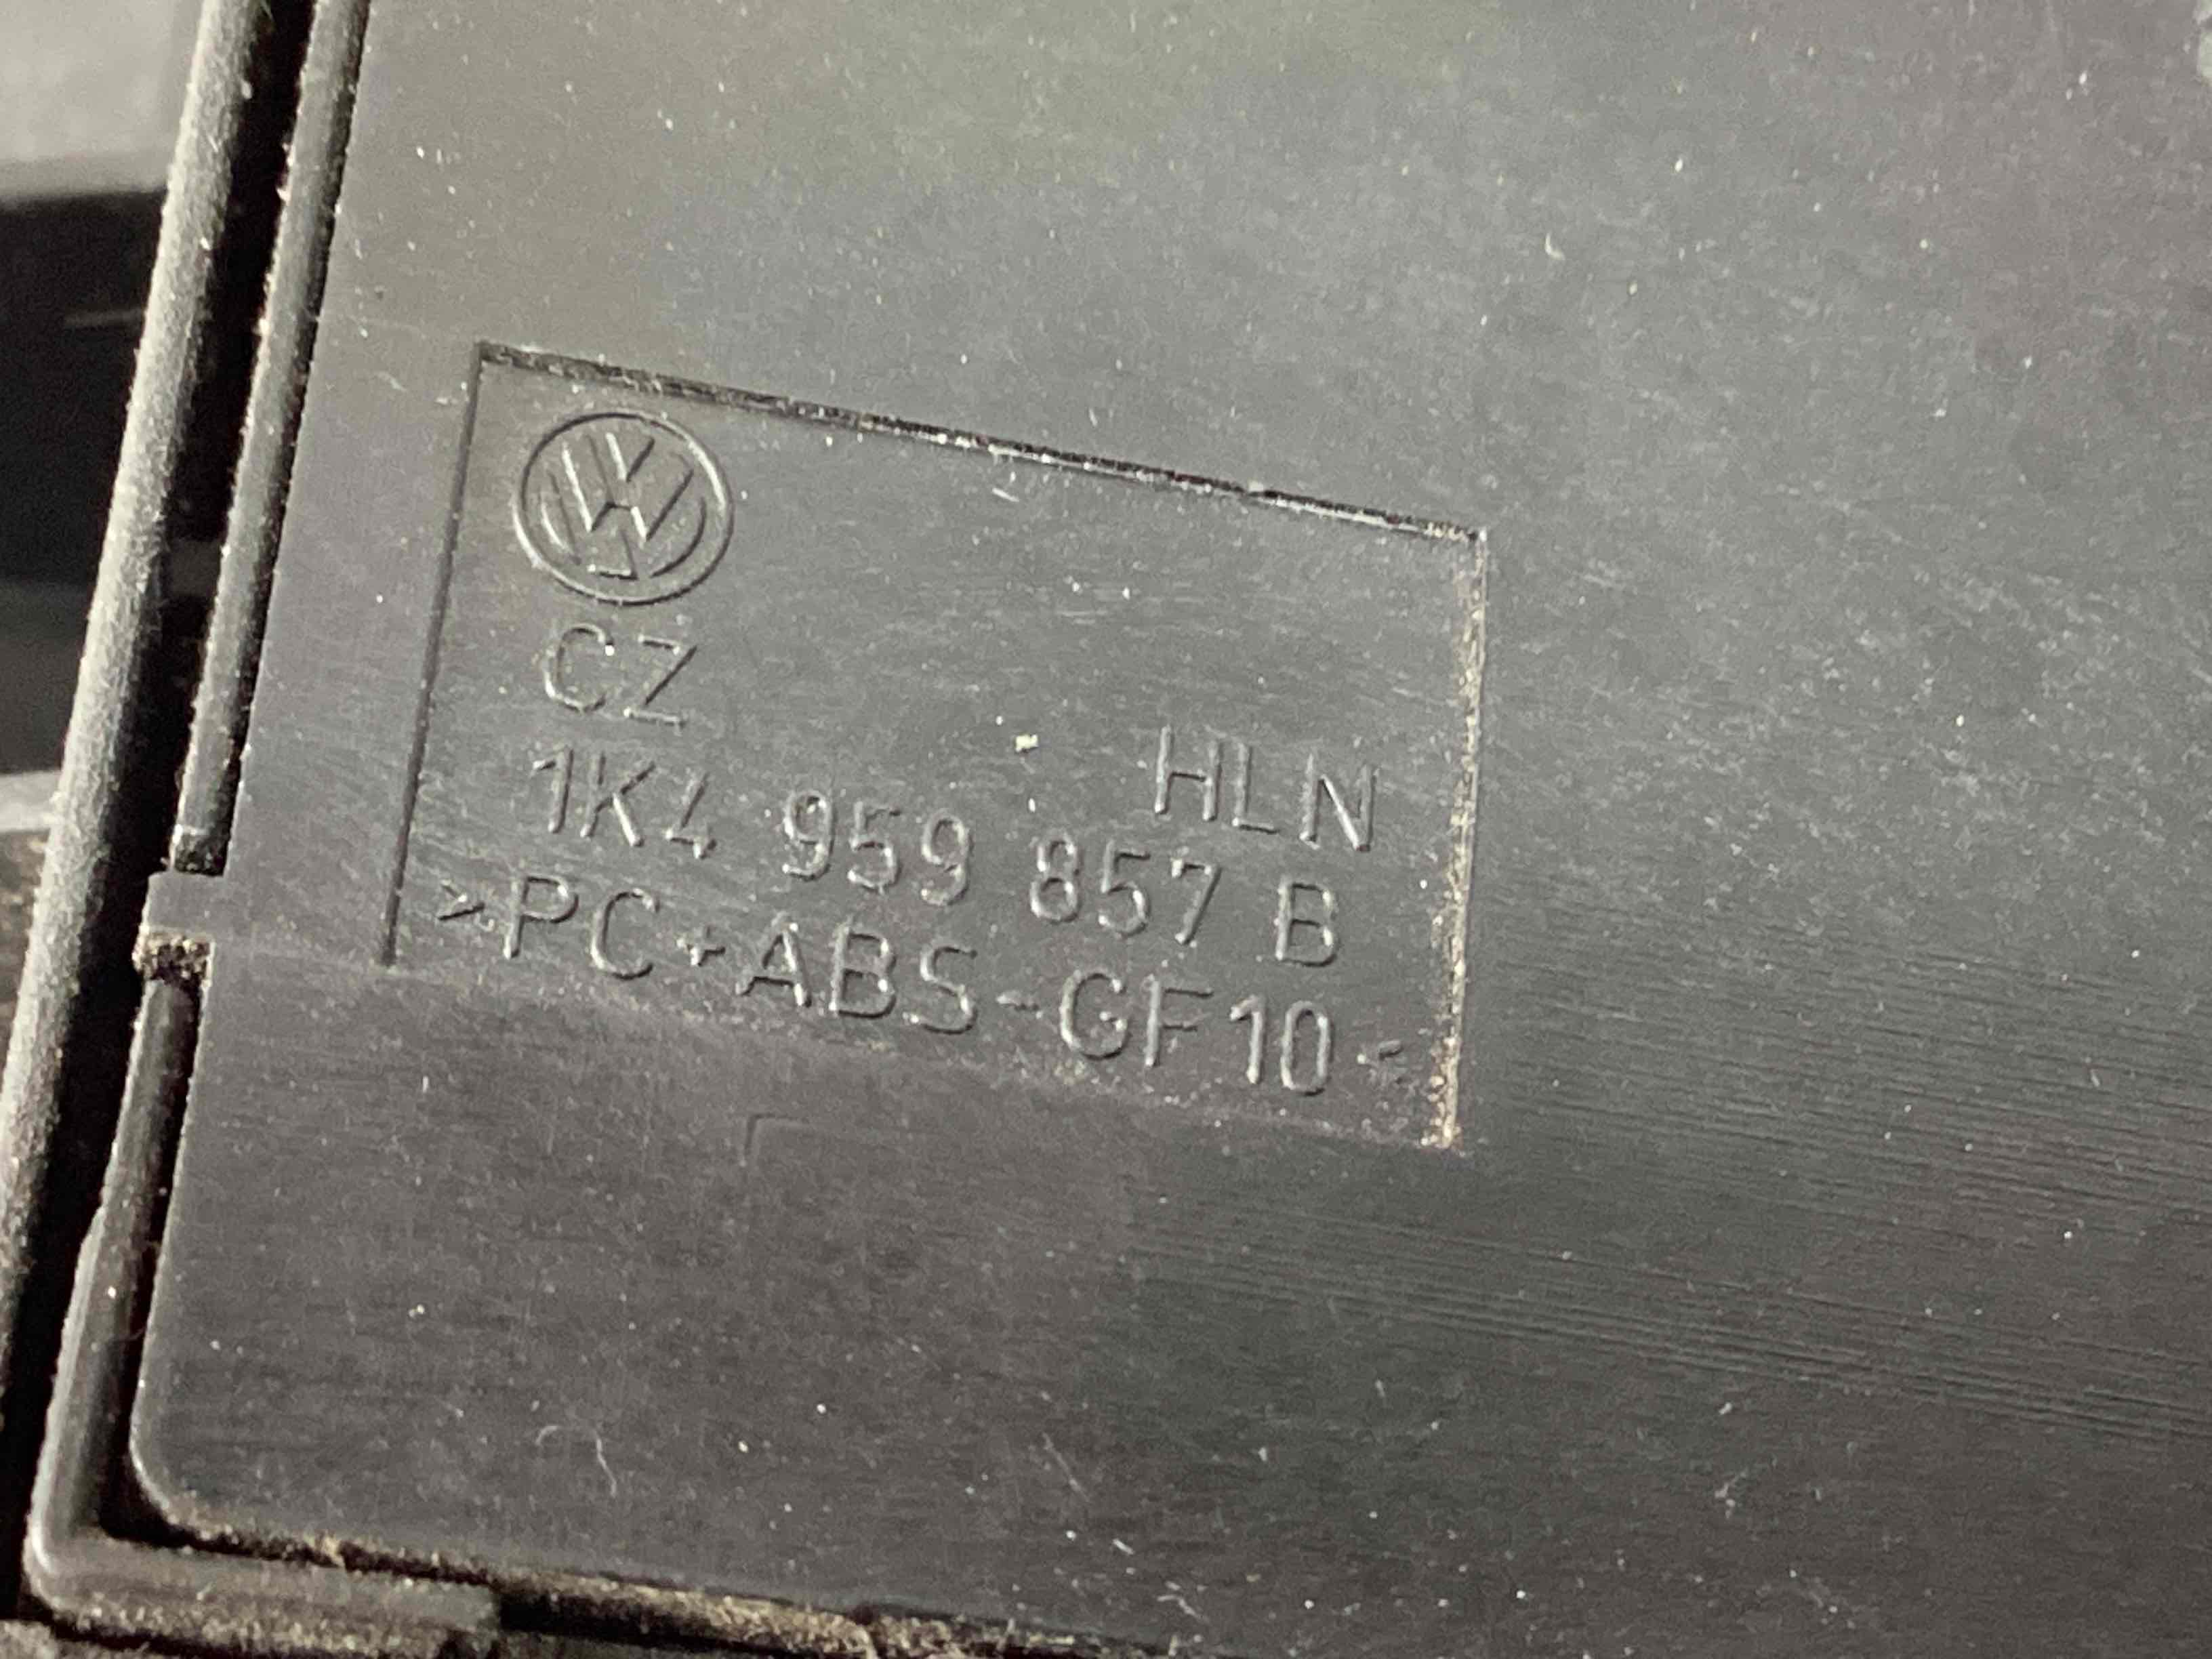 CZ
HLN
1K4 959 857 B
>PC+ABS-GF10<